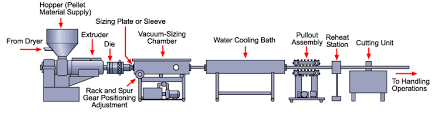 Hopper (Pellet
Material Supply)
Sizing Plate or Sleeve
From Dryer
Extruder
Die
Vacuum-Sizing
Chamber
Water Cooling Bath
Pullout
Assembly
Reheat
Station
Cutting Unit
Rack and Spur
Gear Positioning
Adjustment
To Handling
Operations